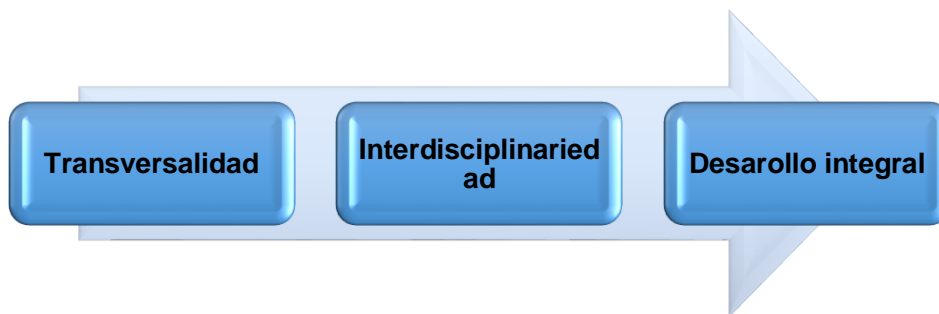 Transversalidad
Interdisciplinaried
ad
Desarollo integral